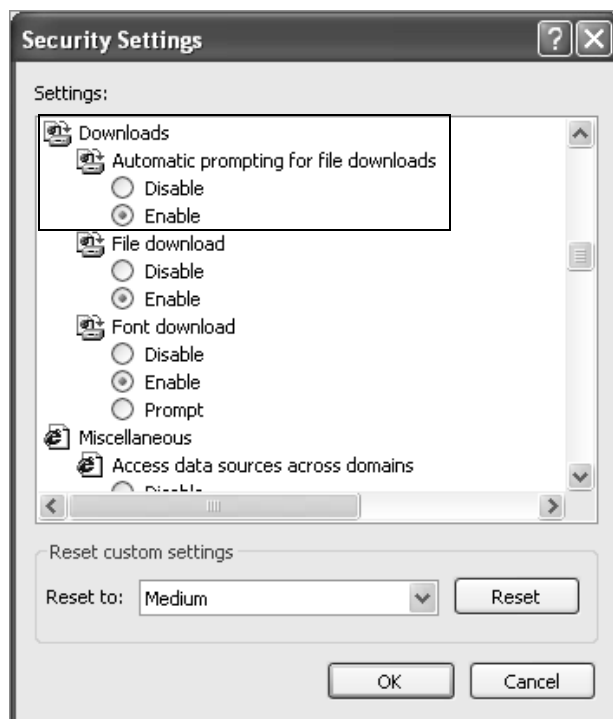 Security Settings
Settings:
Downloads
Automatic prompting for file downloads
Disable
Enable
File download
Disable
Enable
Font download
Disable
Enable
Prompt
Miscellaneous
Access data sources across domains
Reset custom settings
Reset to: Medium Reset
OK Cancel